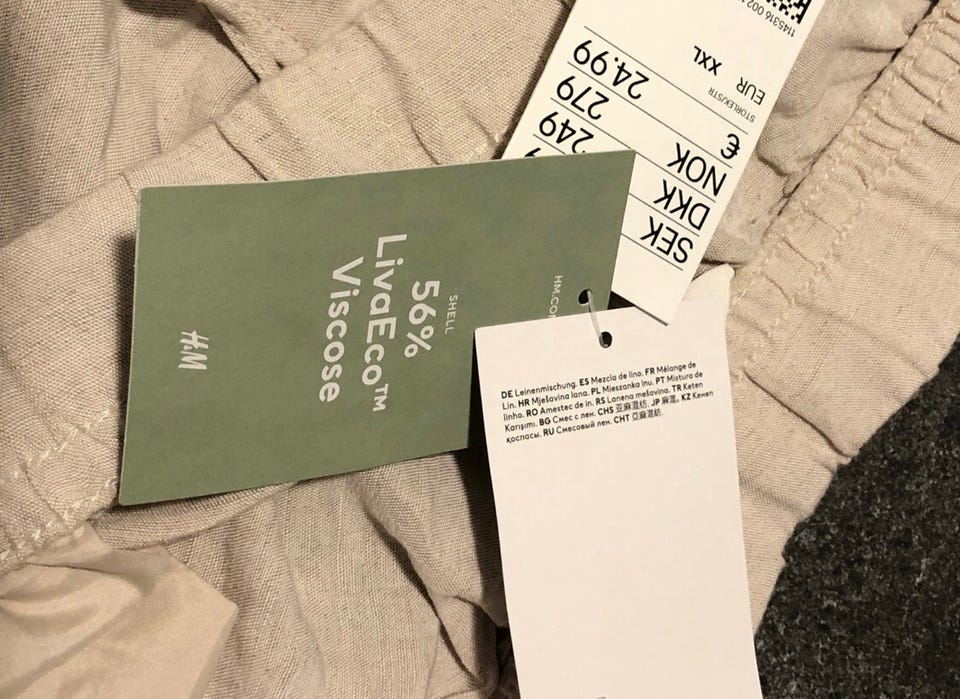 1145316 002
EUR XXL
STORLEK/STR
€ 24.99
NOK 279
DKK 249
SEK
HM.CO
SHELL
56%
LivaEco™
Viscose
H&M
DE Leinenmischung. ES Mezcla de lino. FR Mélange de
Lin. HR Mješavina lana. PL Mieszanka lnu. PT Mistura de
linho. RO Amestec de in. RS Lanena mešavina. TR Keten
Karışımı. BG Смес с лен. CHS 亚麻混纺. JP 麻混。 KZ Кенеп
қоспасы. RU Смесовый лен. CHT 亞麻混紡.